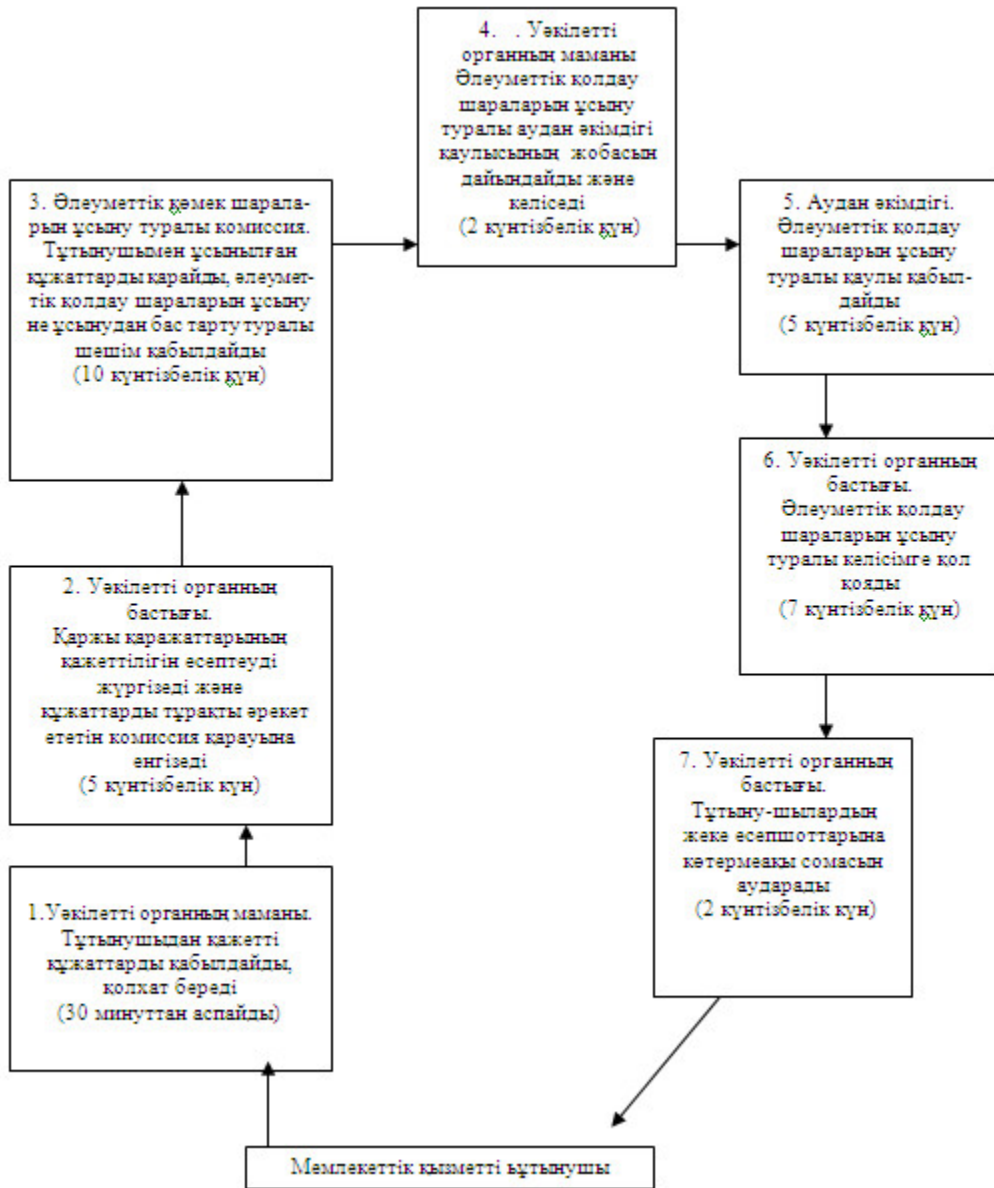 4.   . Уәкілетті
органның маманы
Әлеуметтік қолдау
шараларын ұсыну
туралы аудан әкімдігі
қаулысының жобасын
дайындайды және
келіседі
(2 күнтізбелік күн)
3. Әлеуметтік көмек шарала-
рын ұсыну туралы комиссия.
Тұтынушымен ұсынылған
құжаттарды қарайды, әлеумет-
тік қолдау шараларын ұсыну
не ұсынудан бас тарту туралы
шешім қабылдайды
(10 күнтізбелік күн)
5. Аудан әкімдігі.
Әлеуметтік қолдау
шараларын ұсыну
туралы қаулы қабыл-
дайды
(5 күнтізбелік күн)
6. Уәкілетті органның
бастығы.
Әлеуметтік қолдау
шараларын ұсыну
туралы келісімге қол
қояды
(7 күнтізбелік күн)
2. Уәкілетті органның
бастығы.
Қаржы қаражаттарының
қажеттілігін есептеуді
жүргізеді және
құжаттарды тұрақты әрекет
ететін комиссия қарауына
енгізеді
(5 күнтізбелік күн)
7. Уәкілетті органның
бастығы.
Тұтыну-шылардың
жеке есепшоттарына
көтермеақы сомасын
аударады
(2 күнтізбелік күн)
1.Уәкілетті органның маманы.
Тұтынушыдан қажетті
құжаттарды қабылдайды,
қолхат береді
(30 минуттан аспайды)
Мемлекеттік қызметті ұтынушы